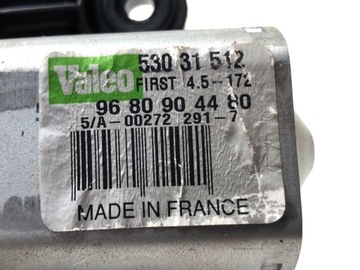 Valeo 530 31 512
FIRST 4.5--172
96 80 90 44 80
5/A-00272 291-7
MADE IN FRANCE